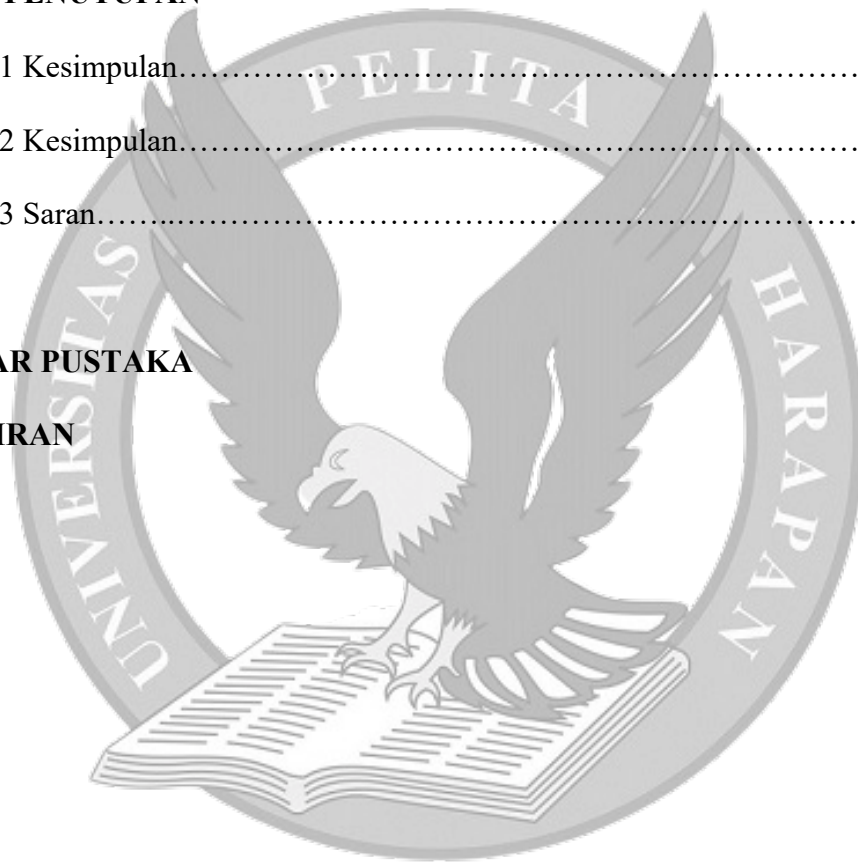 PENUTUPAN
1 Kesimpulan……………………………………………………………………
2 Kesimpulan……………………………………………………………………
3 Saran……..……………………………………………………………………
AR PUSTAKA
IRAN
UNIVERSITAS PELITA HARAPAN